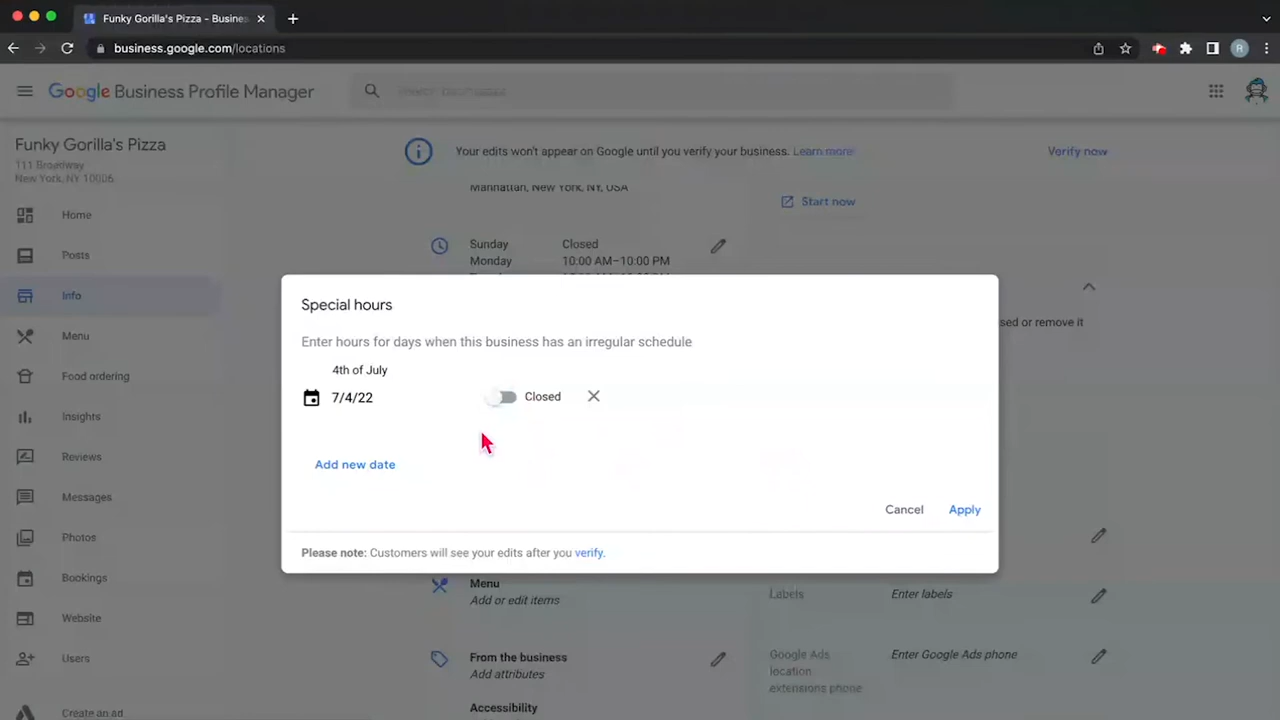 Funky Gorilla's Pizza - Busine
business.google.com/locations
Google Business Profile Manager
Funky Gorilla's Pizza
111 Broadway
New York, NY 10006
Your edits won't appear on Google until you verify your business. Learn more
Verify now
Manhattan, New York, NY, USA
Start now
Home
Posts
Info
Menu
Food ordering
Insights
Reviews
Messages
Photos
Bookings
Website
Users
Create an ad
Sunday Closed
Monday 10:00 AM–10:00 PM
sed or remove it
Special hours
Enter hours for days when this business has an irregular schedule
4th of July
7/4/22
Closed
Add new date
Cancel Apply
Please note: Customers will see your edits after you verify.
Menu
Add or edit items
Labels Enter labels
From the business
Add attributes
Google Ads
location
extensions phone
Enter Google Ads phone
Accessibility
R